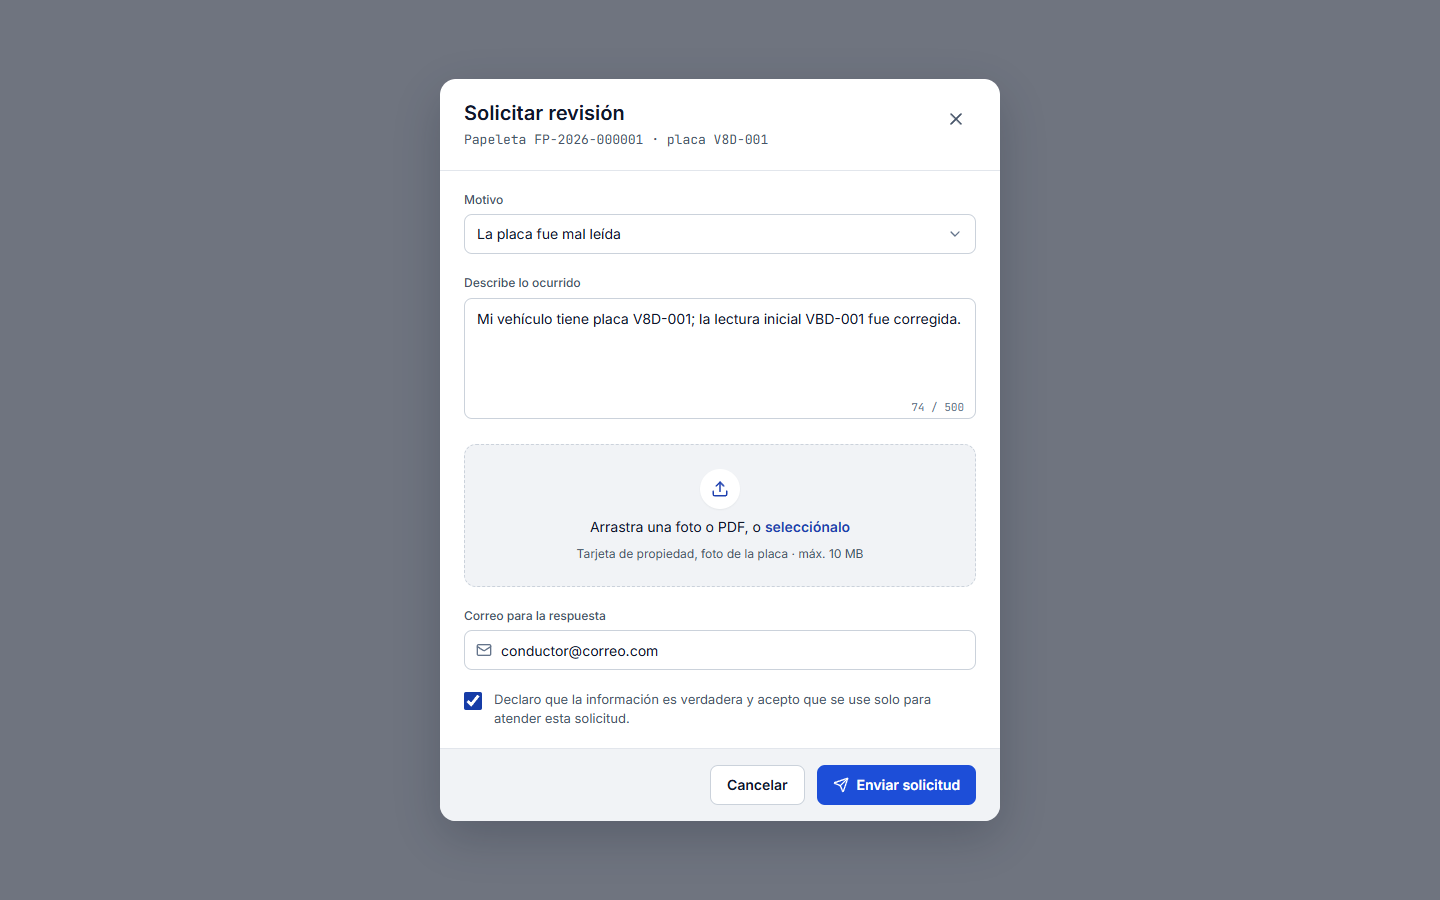 Solicitar revisión
Papeleta FP-2026-000001 · placa V8D-001
Motivo
La placa fue mal leída
Describe lo ocurrido
Mi vehículo tiene placa V8D-001; la lectura inicial VBD-001 fue corregida.
74 / 500
Arrastra una foto o PDF, o selecciónalo
Tarjeta de propiedad, foto de la placa · máx. 10 MB
Correo para la respuesta
conductor@correo.com
Declaro que la información es verdadera y acepto que se use solo para
atender esta solicitud.
Cancelar
Enviar solicitud